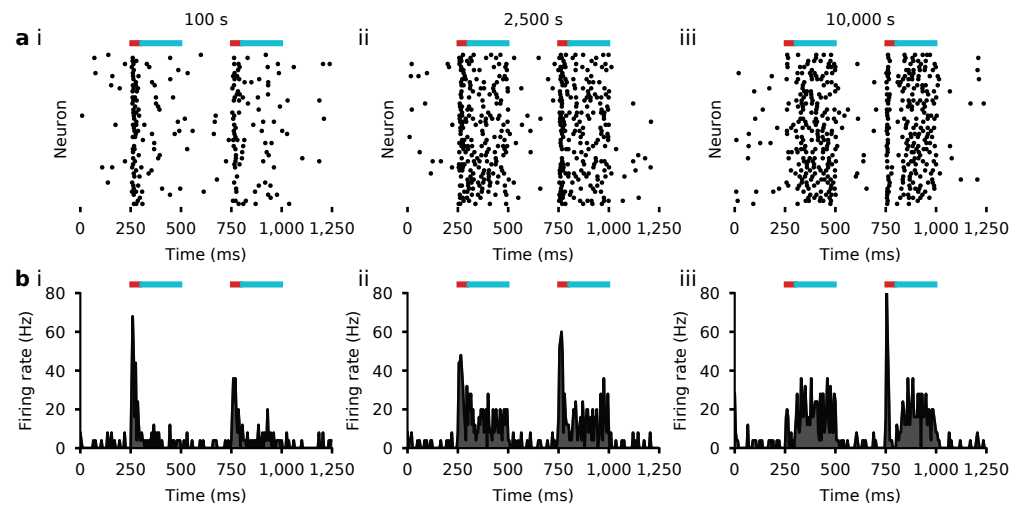 100 s 2,500 s 10,000 s
a i ii iii
Neuron Neuron Neuron
0 250 500 750 1,000 1,250 0 250 500 750 1,000 1,250 0 250 500 750 1,000 1,250
Time (ms) Time (ms) Time (ms)
b i ii iii
80 80 80
60 60 60
40 40 40
20 20 20
0 0 0
Firing rate (Hz) Firing rate (Hz) Firing rate (Hz)
0 250 500 750 1,000 1,250 0 250 500 750 1,000 1,250 0 250 500 750 1,000 1,250
Time (ms) Time (ms) Time (ms)